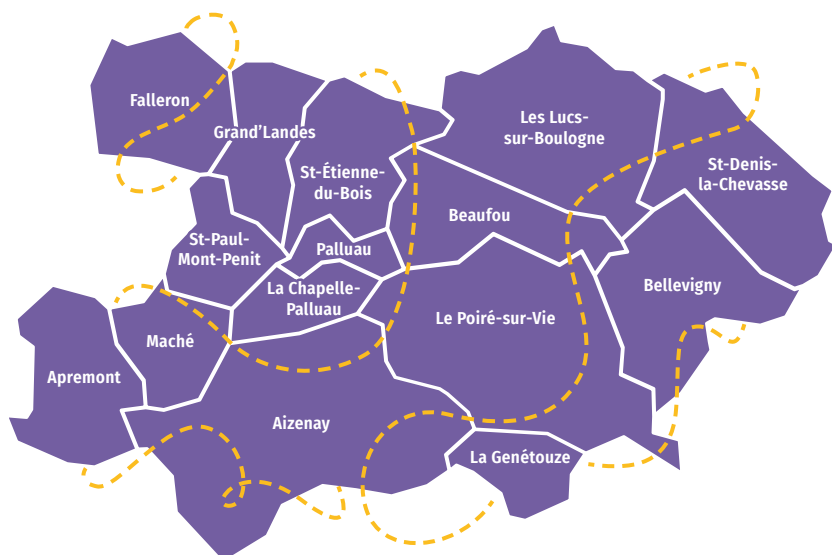 Falleron
Grand'Landes
Les Lucs-
sur-Boulogne
St-Étienne-
du-Bois
St-Denis-
la-Chevasse
Beaufou
St-Paul-
Mont-Penit
Palluau
La Chapelle-
Palluau
Bellevigny
Le Poiré-sur-Vie
Maché
Apremont
Aizenay
La Genétouze